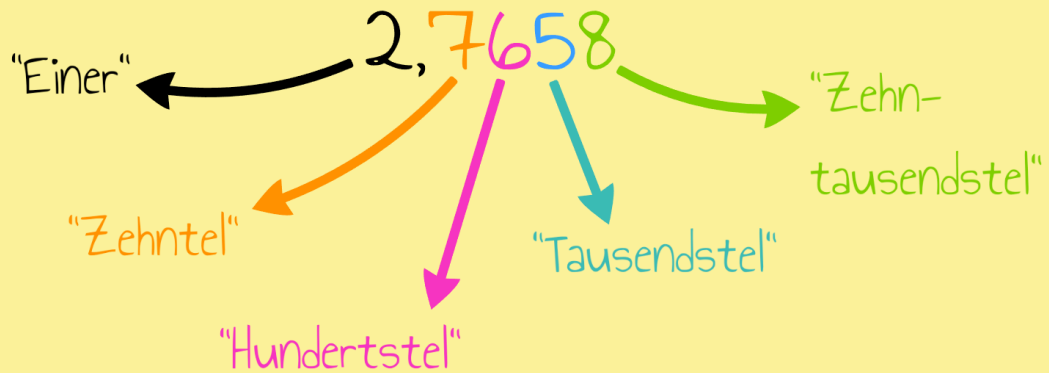 2,7658
"Einer"
"Zehn-
tausendstel"
"Zehntel"
"Tausendstel"
"Hundertstel"